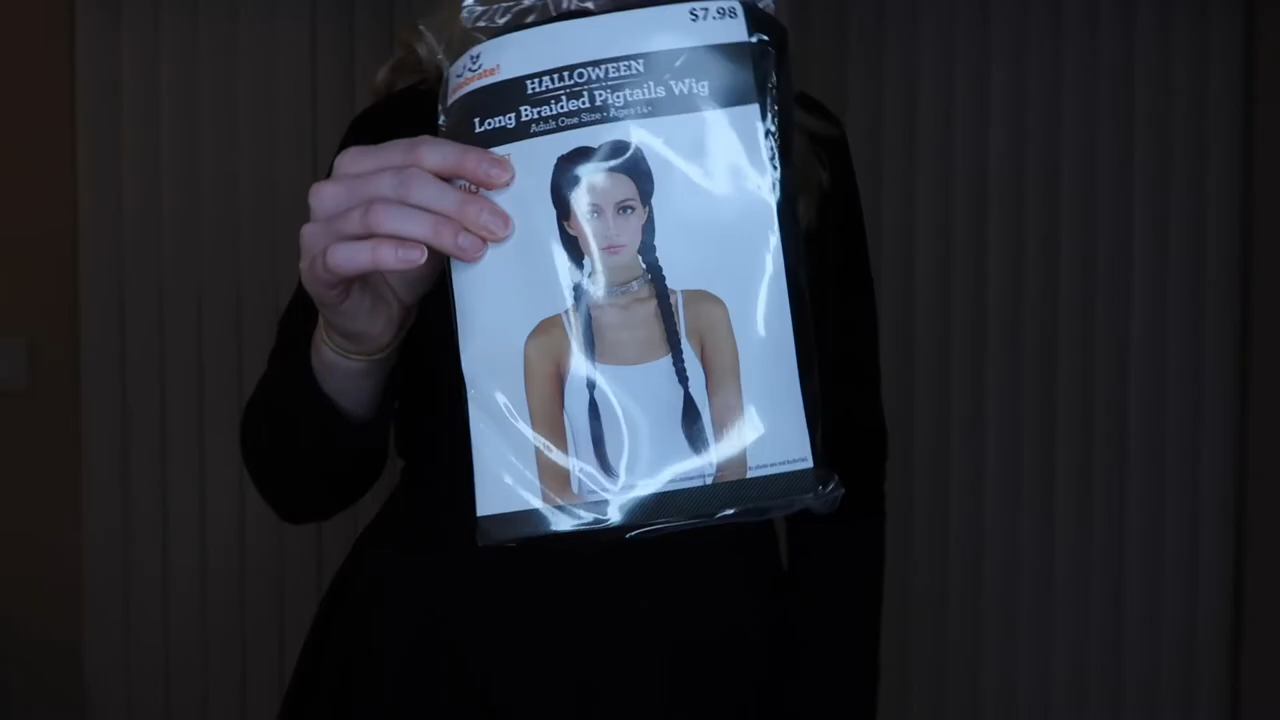 $7.98
HALLOWEEN
Long Braided Pigtails Wig
Adult One Size • Ages 14+